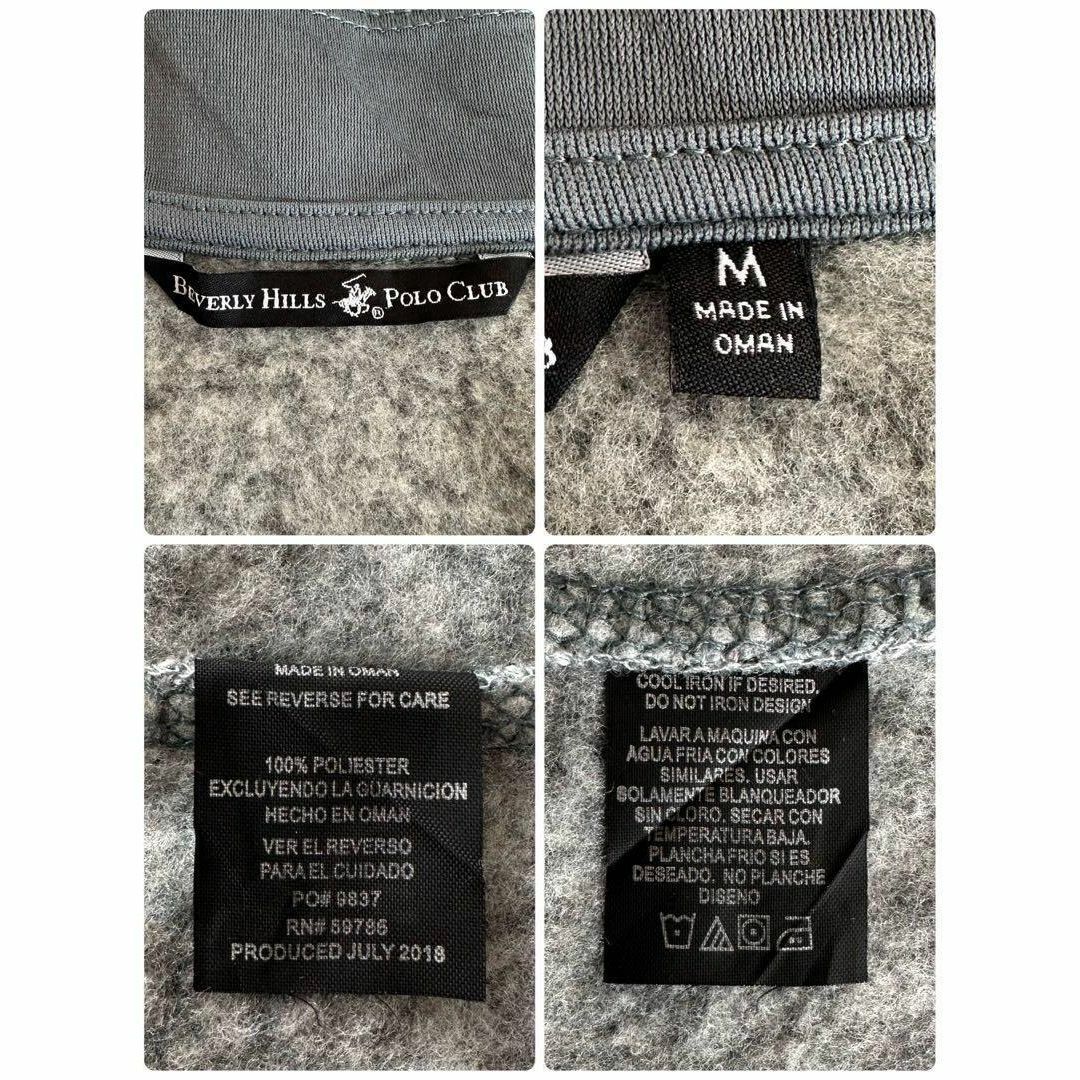 BEVERLY HILLS POLO CLUB
®
M
MADE IN
OMAN
MADE IN OMAN
SEE REVERSE FOR CARE
100% POLIESTER
EXCLUYENDO LA GUARNICION
HECHO EN OMAN
VER EL REVERSO
PARA EL CUIDADO
PO# 9837
RN# 59786
PRODUCED JULY 2018
COOL IRON IF DESIRED.
DO NOT IRON DESIGN
LAVAR A MAQUINA CON
AGUA FRIA CON COLORES
SIMILARES. USAR
SOLAMENTE BLANQUEADOR
SIN CLORO. SECAR CON
TEMPERATURA BAJA.
PLANCHA FRIO SI ES
DESEADO. NO PLANCHE
DISENO